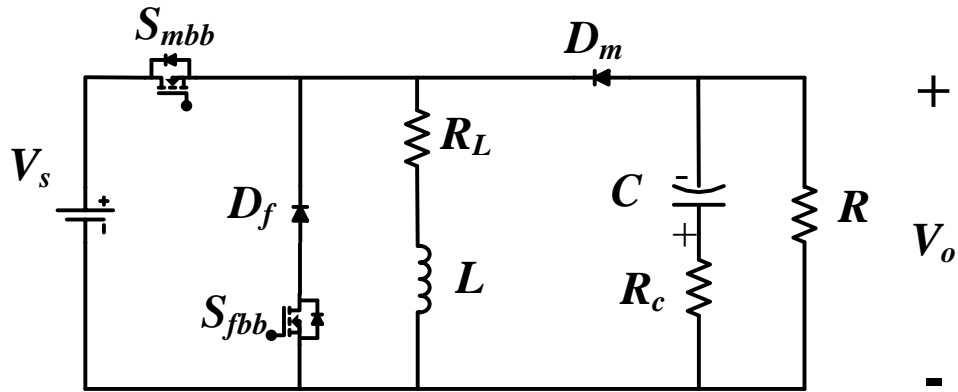 S_mbb
D_m
+
R_L
V_s
+
-
D_f
C
-
+
R
V_o
L
R_c
S_fbb
-